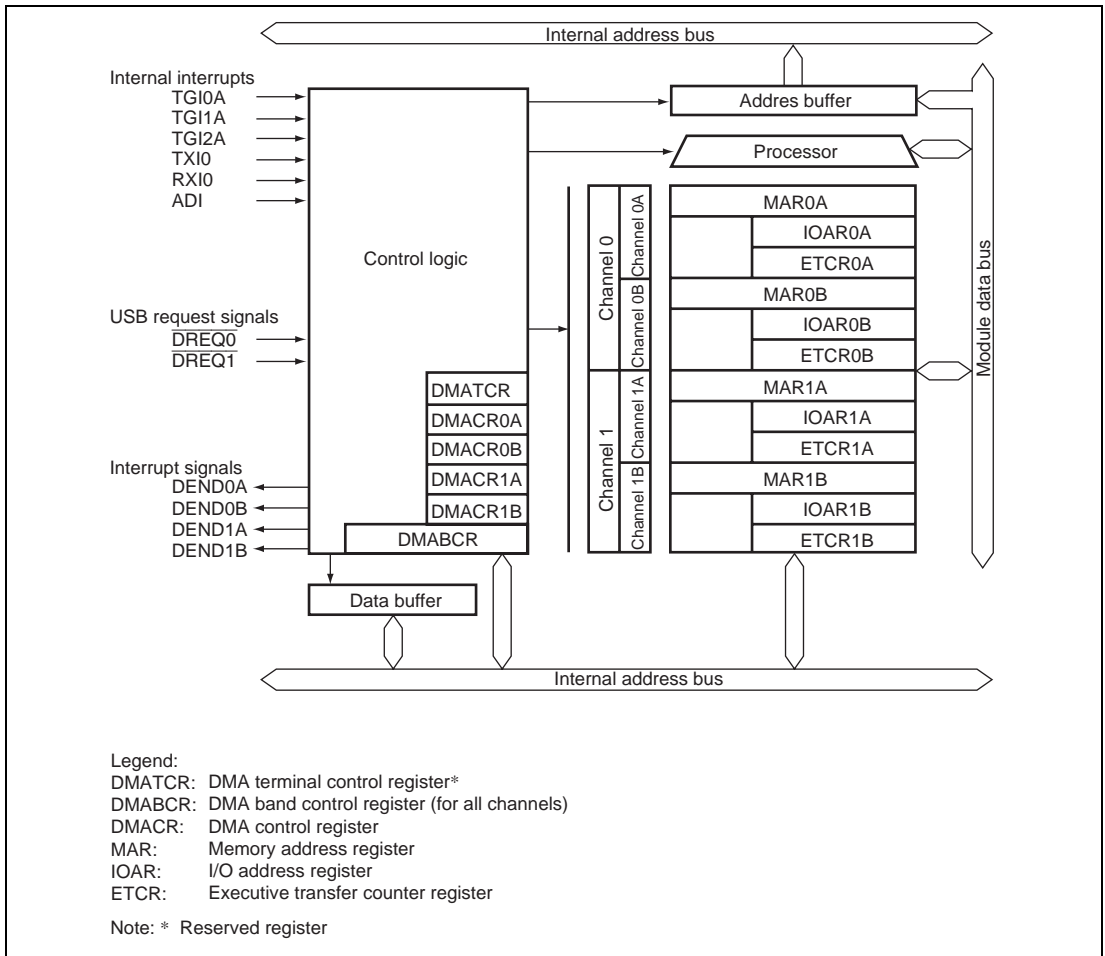 Internal address bus
Internal interrupts
TGI0A
TGI1A
TGI2A
TXI0
RXI0
ADI
Control logic
USB request signals
DREQ0
DREQ1
Interrupt signals
DEND0A
DEND0B
DEND1A
DEND1B
DMATCR
DMACR0A
DMACR0B
DMACR1A
DMACR1B
DMABCR
Data buffer
Addres buffer
Processor
Channel 0
Channel 0A
Channel 0B
Channel 1
Channel 1A
Channel 1B
MAR0A
IOAR0A
ETCR0A
MAR0B
IOAR0B
ETCR0B
MAR1A
IOAR1A
ETCR1A
MAR1B
IOAR1B
ETCR1B
Module data bus
Internal address bus
Legend:
DMATCR: DMA terminal control register*
DMABCR: DMA band control register (for all channels)
DMACR: DMA control register
MAR: Memory address register
IOAR: I/O address register
ETCR: Executive transfer counter register
Note: * Reserved register